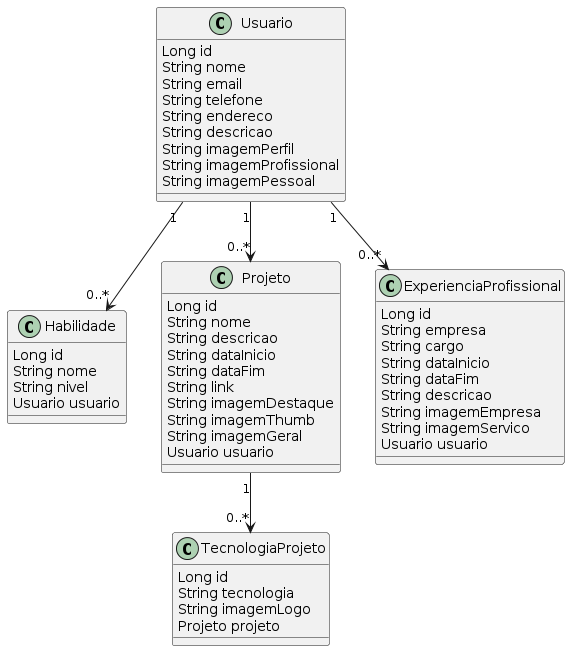 C Usuario
Long id
String nome
String email
String telefone
String endereco
String descricao
String imagemPerfil
String imagemProfissional
String imagemPessoal
1 1 1
0..* 0..* 0..*
C Habilidade
Long id
String nome
String nivel
Usuario usuario
C Projeto
Long id
String nome
String descricao
String dataInicio
String dataFim
String link
String imagemDestaque
String imagemThumb
String imagemGeral
Usuario usuario
C ExperienciaProfissional
Long id
String empresa
String cargo
String dataInicio
String dataFim
String descricao
String imagemEmpresa
String imagemServico
Usuario usuario
1
0..*
C TecnologiaProjeto
Long id
String tecnologia
String imagemLogo
Projeto projeto